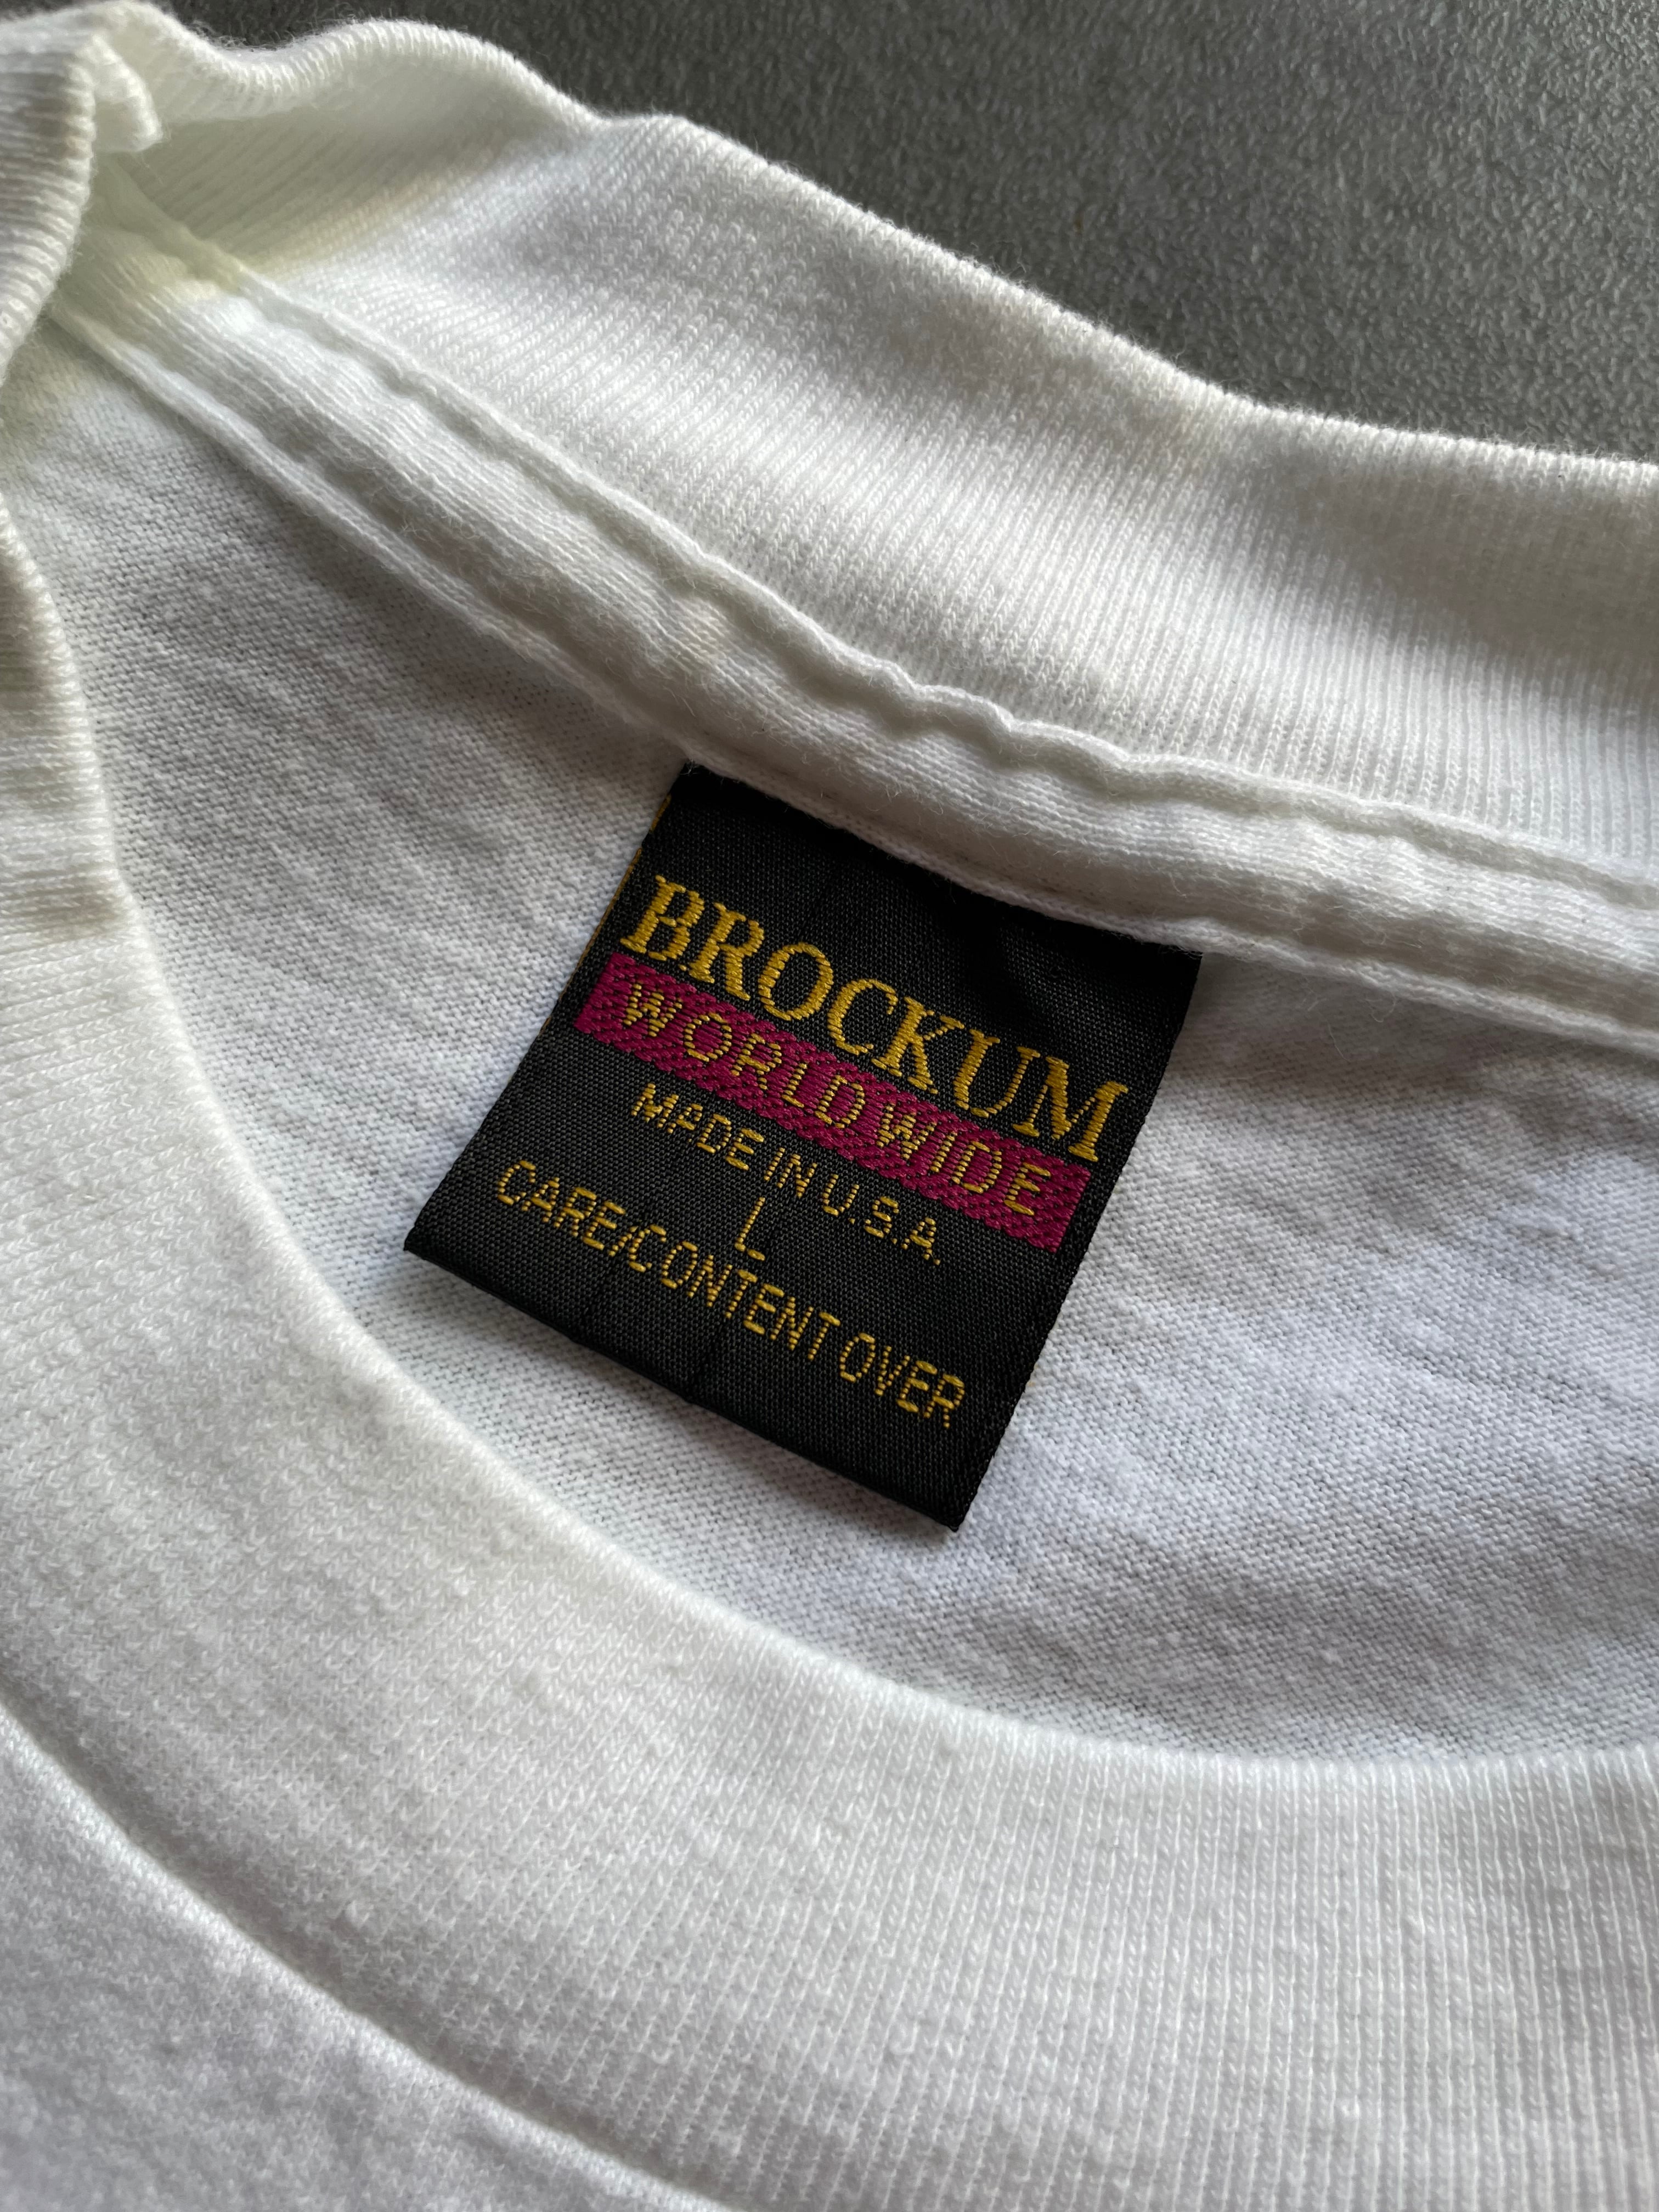 BROCKUM
WORLDWIDE
MADE IN U.S.A.
L
CARE/CONTENT OVER